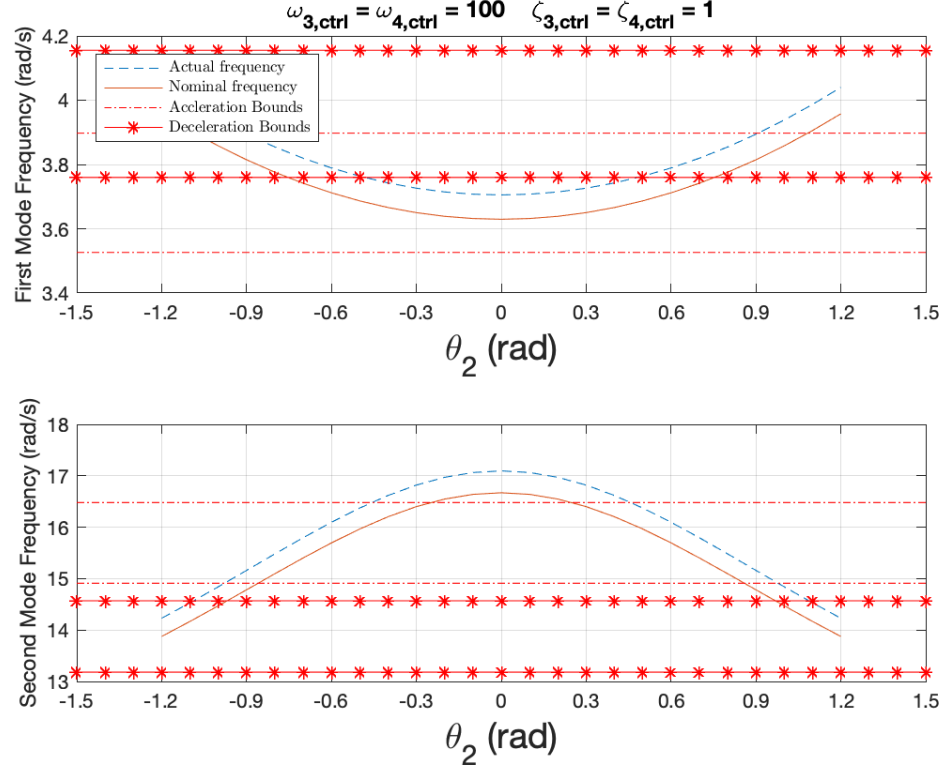 ω3,ctrl = ω4,ctrl = 100 ζ3,ctrl = ζ4,ctrl = 1
First Mode Frequency (rad/s)
4.2
4
3.8
3.6
3.4
Actual frequency
Nominal frequency
Accleration Bounds
Deceleration Bounds
-1.5 -1.2 -0.9 -0.6 -0.3 0 0.3 0.6 0.9 1.2 1.5
θ2 (rad)
Second Mode Frequency (rad/s)
18
17
16
15
14
13
-1.5 -1.2 -0.9 -0.6 -0.3 0 0.3 0.6 0.9 1.2 1.5
θ2 (rad)